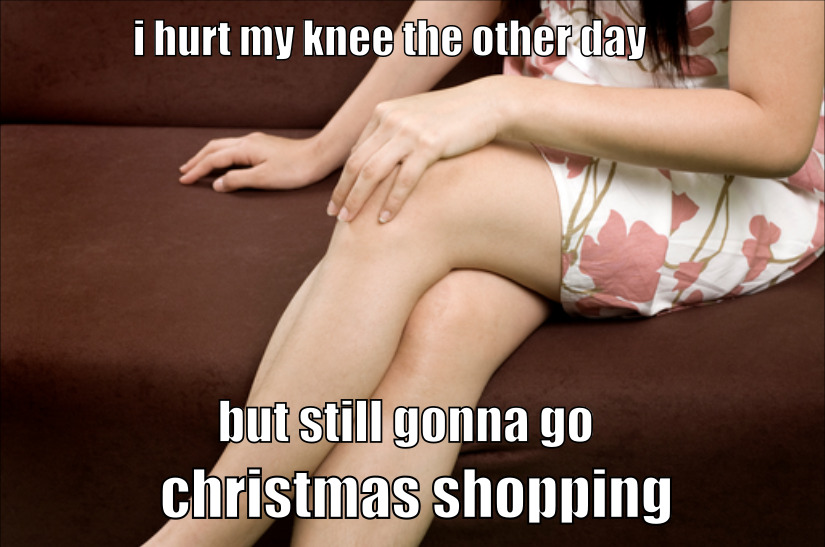 i hurt my knee the other day
but still gonna go
christmas shopping